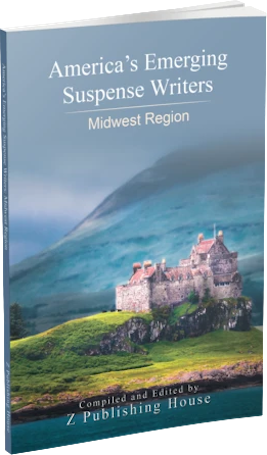 America's Emerging
Suspense Writers
Midwest Region
Compiled and Edited by
Z Publishing House